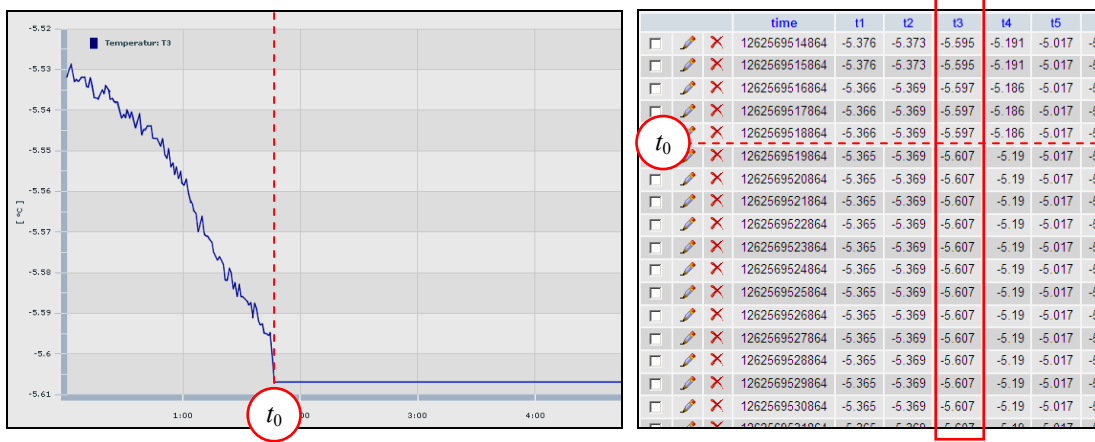 -5.52
Temperatur: T3
-5.53
-5.54
-5.55
-5.56
[ °C ]
-5.57
-5.58
-5.59
-5.6
-5.61
1:00
t0
3:00
4:00
time t1 t2 t3 t4 t5
1262569514864 -5.376 -5.373 -5.595 -5.191 -5.017
1262569515864 -5.376 -5.373 -5.595 -5.191 -5.017
1262569516864 -5.366 -5.369 -5.597 -5.186 -5.017
1262569517864 -5.366 -5.369 -5.597 -5.186 -5.017
1262569518864 -5.366 -5.369 -5.597 -5.186 -5.017
t0
1262569519864 -5.365 -5.369 -5.607 -5.19 -5.017
1262569520864 -5.365 -5.369 -5.607 -5.19 -5.017
1262569521864 -5.365 -5.369 -5.607 -5.19 -5.017
1262569522864 -5.365 -5.369 -5.607 -5.19 -5.017
1262569523864 -5.365 -5.369 -5.607 -5.19 -5.017
1262569524864 -5.365 -5.369 -5.607 -5.19 -5.017
1262569525864 -5.365 -5.369 -5.607 -5.19 -5.017
1262569526864 -5.365 -5.369 -5.607 -5.19 -5.017
1262569527864 -5.365 -5.369 -5.607 -5.19 -5.017
1262569528864 -5.365 -5.369 -5.607 -5.19 -5.017
1262569529864 -5.365 -5.369 -5.607 -5.19 -5.017
1262569530864 -5.365 -5.369 -5.607 -5.19 -5.017